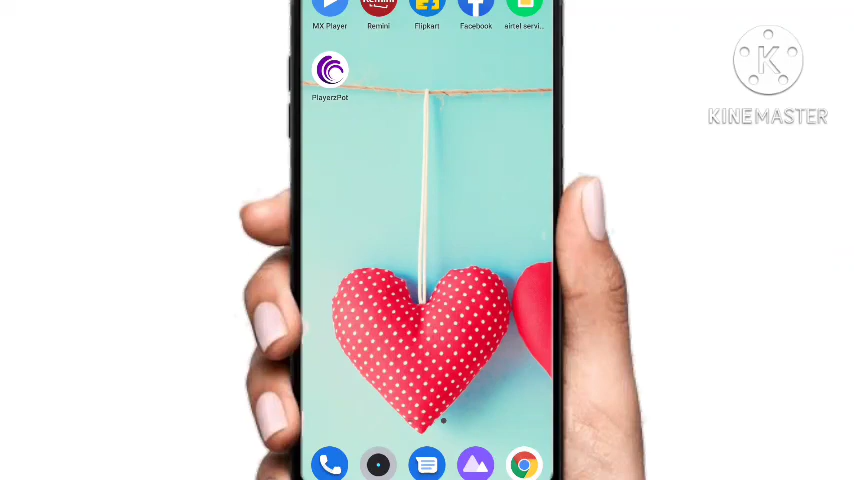 MX Player
Remini
Flipkart
Facebook
airtel servi...
PlayerzPot
K
KINEMASTER